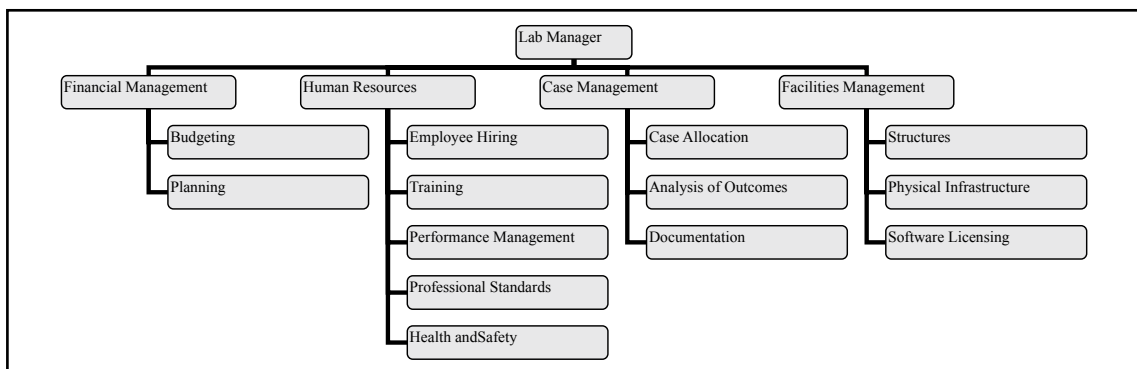 Lab Manager
Financial Management
Budgeting
Planning
Human Resources
Employee Hiring
Training
Performance Management
Professional Standards
Health andSafety
Case Management
Case Allocation
Analysis of Outcomes
Documentation
Facilities Management
Structures
Physical Infrastructure
Software Licensing